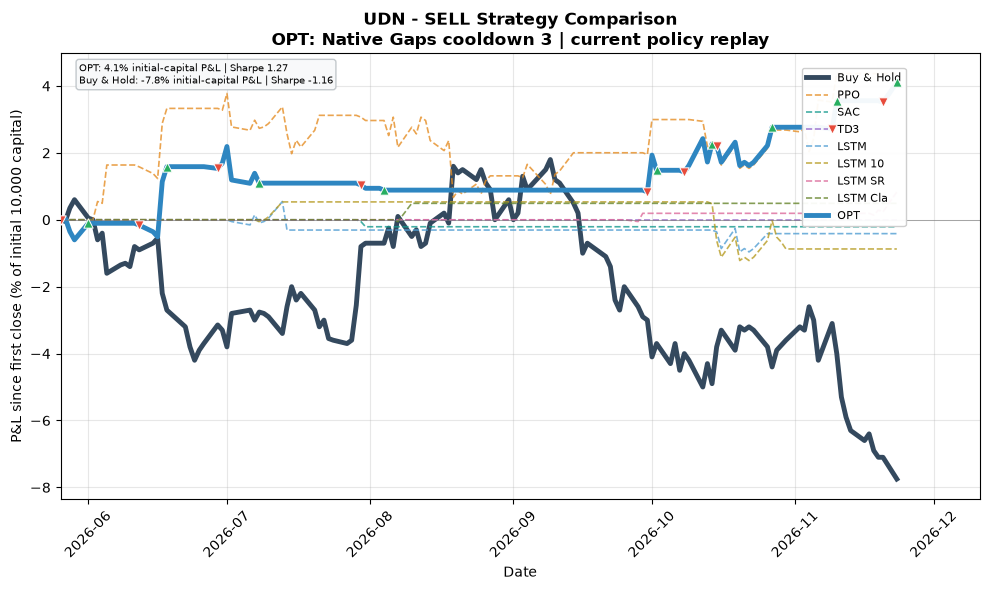 UDN - SELL Strategy Comparison
OPT: Native Gaps cooldown 3 | current policy replay
OPT: 4.1% initial-capital P&L | Sharpe 1.27
Buy & Hold: -7.8% initial-capital P&L | Sharpe -1.16
Buy & Hold
PPO
SAC
TD3
LSTM
LSTM 10
LSTM SR
LSTM Cla
OPT
P&L since first close (% of initial 10,000 capital)
4
2
0
−2
−4
−6
−8
2026-06
2026-07
2026-08
2026-09
2026-10
2026-11
2026-12
Date